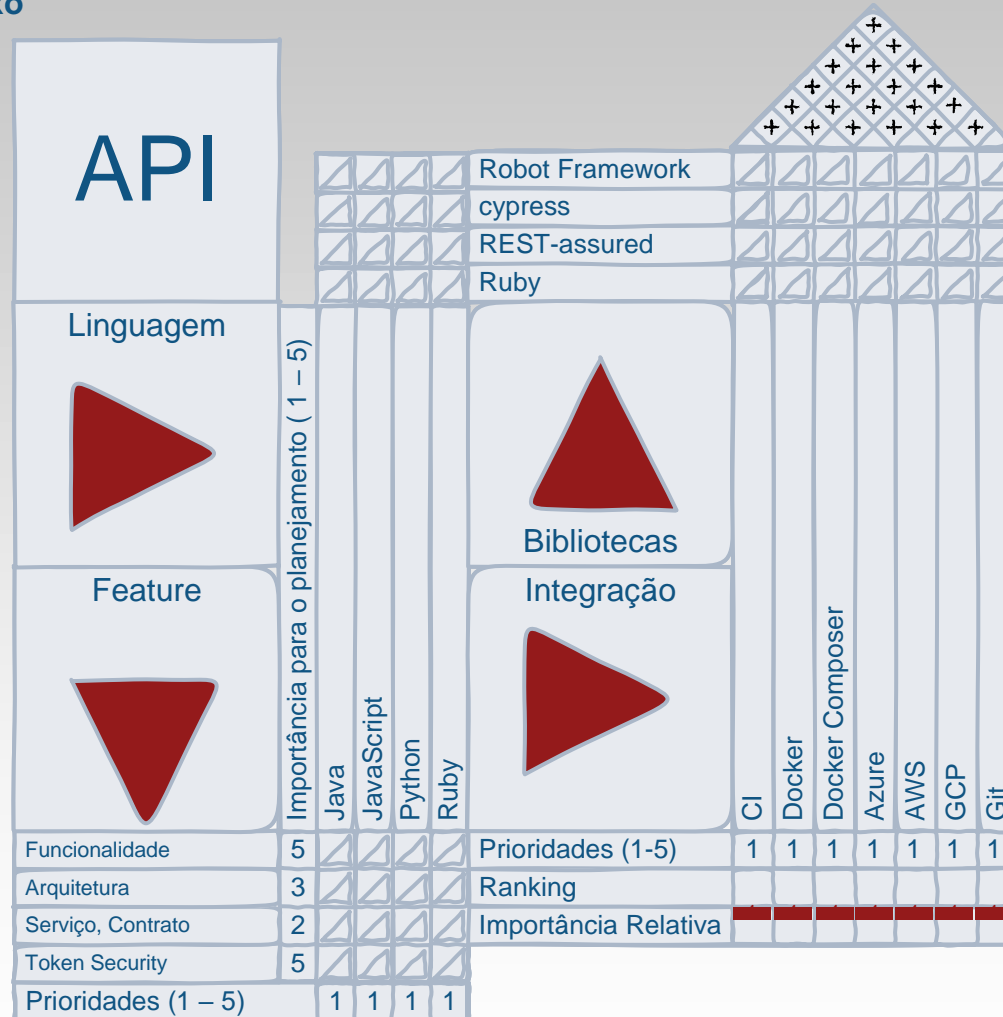 API
Robot Framework
cypress
REST-assured
Ruby
Linguagem
Importância para o planejamento ( 1 – 5)
Java
JavaScript
Python
Ruby
Bibliotecas
Feature
Integração
CI
Docker
Docker Composer
Azure
AWS
GCP
Git
Funcionalidade 5
Prioridades (1-5) 1 1 1 1 1 1 1
Arquitetura 3
Ranking
Serviço, Contrato 2
Importância Relativa
Token Security 5
Prioridades (1 – 5) 1 1 1 1